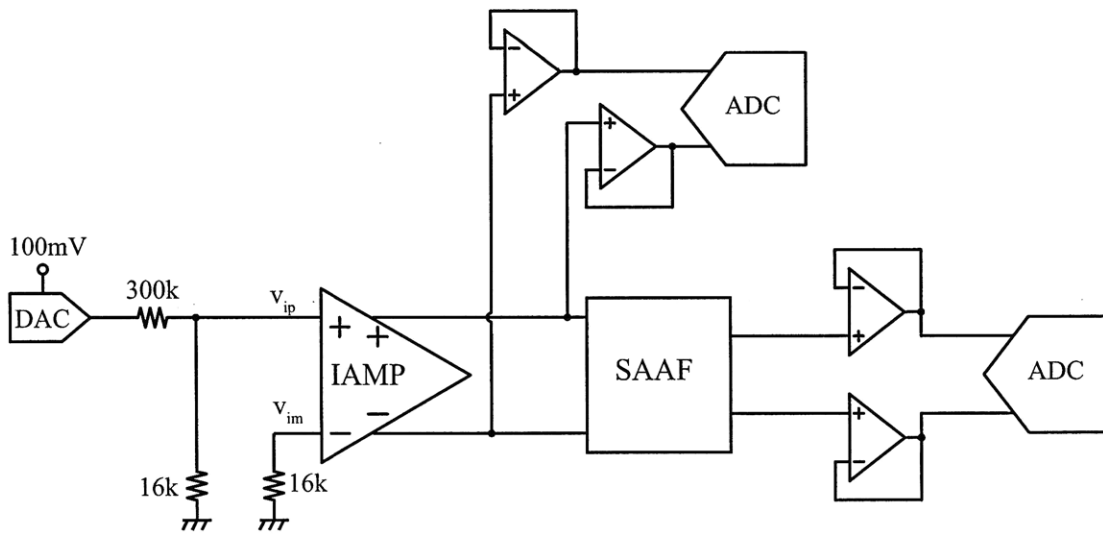 ADC
100mV
DAC
300k
v_ip
IAMP
v_im
16k
16k
SAAF
ADC